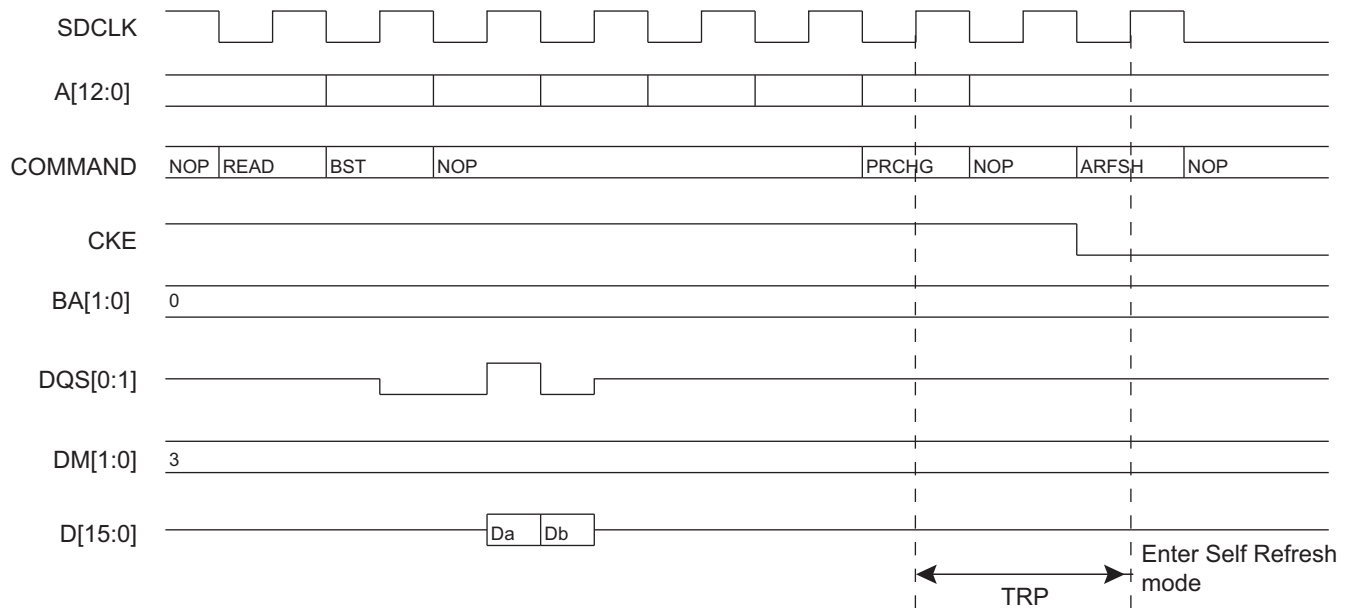 SDCLK
A[12:0]
COMMAND NOP READ BST NOP PRCHG NOP ARFSH NOP
CKE
BA[1:0] 0
DQS[0:1]
DM[1:0] 3
D[15:0] Da Db
Enter Self Refresh
mode
TRP